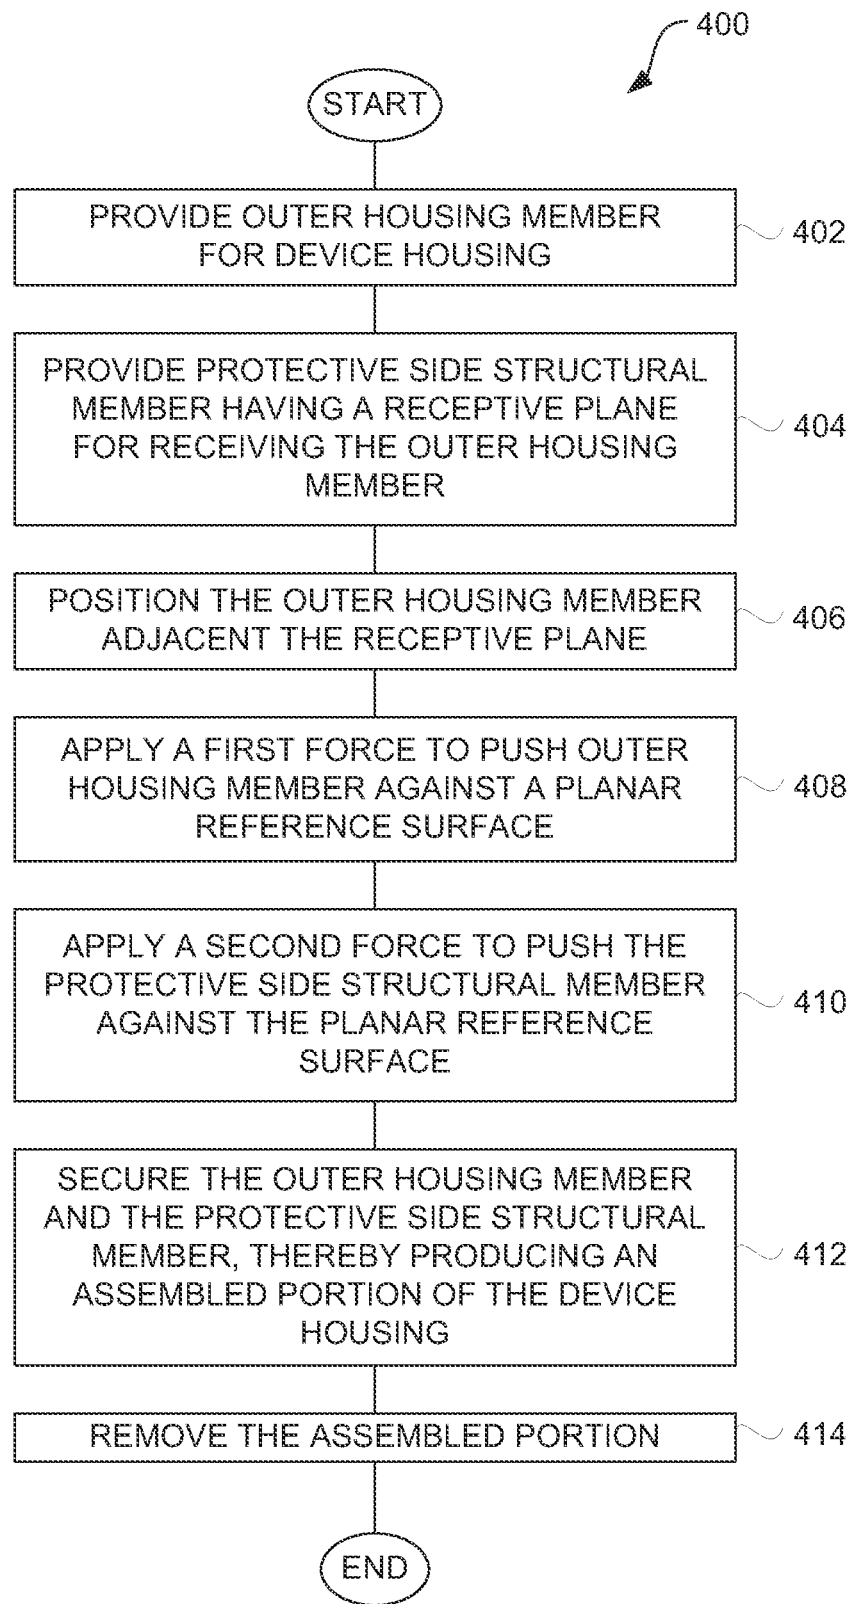 400
START
PROVIDE OUTER HOUSING MEMBER
FOR DEVICE HOUSING
402
PROVIDE PROTECTIVE SIDE STRUCTURAL
MEMBER HAVING A RECEPTIVE PLANE
FOR RECEIVING THE OUTER HOUSING
MEMBER
404
POSITION THE OUTER HOUSING MEMBER
ADJACENT THE RECEPTIVE PLANE
406
APPLY A FIRST FORCE TO PUSH OUTER
HOUSING MEMBER AGAINST A PLANAR
REFERENCE SURFACE
408
APPLY A SECOND FORCE TO PUSH THE
PROTECTIVE SIDE STRUCTURAL MEMBER
AGAINST THE PLANAR REFERENCE
SURFACE
410
SECURE THE OUTER HOUSING MEMBER
AND THE PROTECTIVE SIDE STRUCTURAL
MEMBER, THEREBY PRODUCING AN
ASSEMBLED PORTION OF THE DEVICE
HOUSING
412
REMOVE THE ASSEMBLED PORTION
414
END